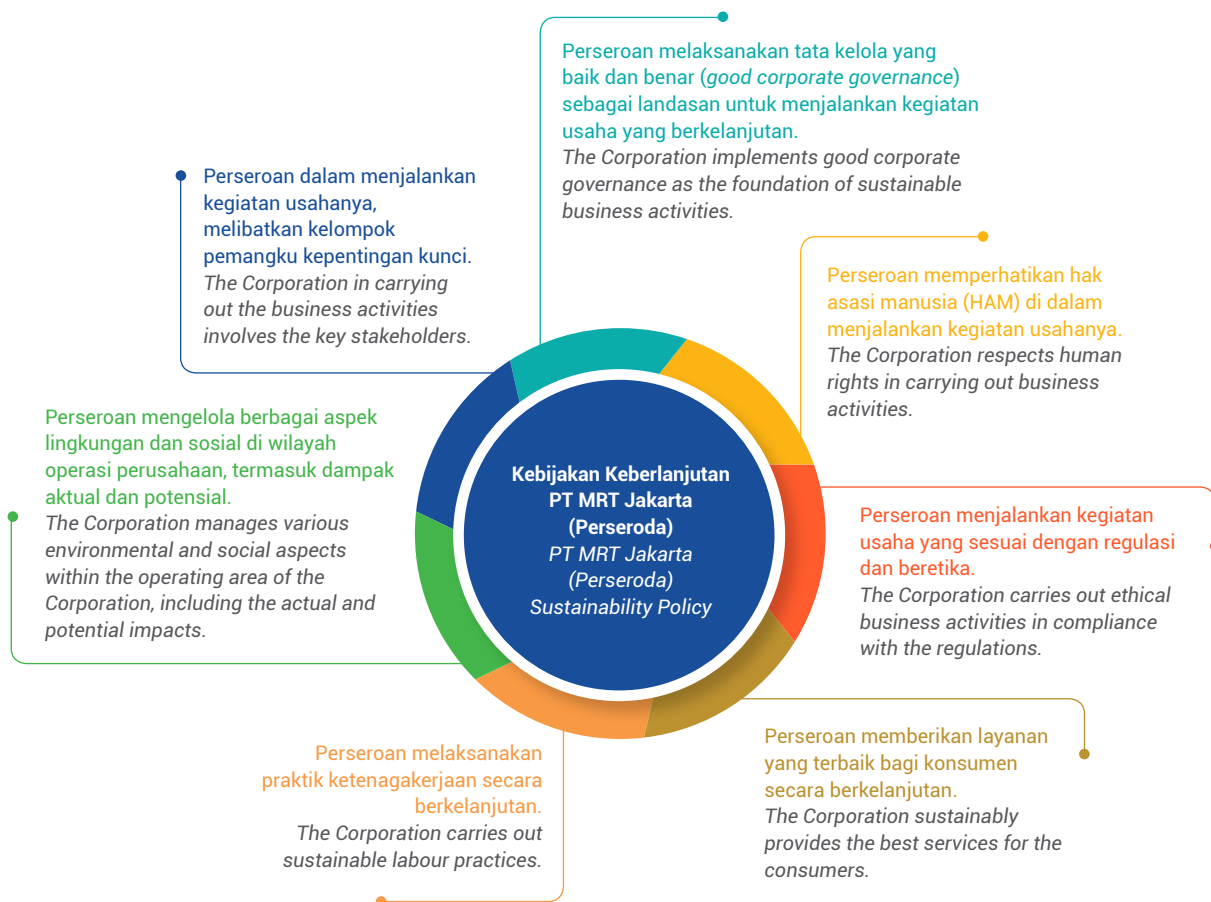 Perseroan melaksanakan tata kelola yang
baik dan benar (good corporate governance)
sebagai landasan untuk menjalankan kegiatan
usaha yang berkelanjutan.
The Corporation implements good corporate
governance as the foundation of sustainable
business activities.
Perseroan dalam menjalankan
kegiatan usahanya,
melibatkan kelompok
pemangku kepentingan kunci.
The Corporation in carrying
out the business activities
involves the key stakeholders.
Perseroan memperhatikan hak
asasi manusia (HAM) di dalam
menjalankan kegiatan usahanya.
The Corporation respects human
rights in carrying out business
activities.
Perseroan mengelola berbagai aspek
lingkungan dan sosial di wilayah
operasi perusahaan, termasuk dampak
aktual dan potensial.
The Corporation manages various
environmental and social aspects
within the operating area of the
Corporation, including the actual and
potential impacts.
Kebijakan Keberlanjutan
PT MRT Jakarta
(Perseroda)
PT MRT Jakarta
(Perseroda)
Sustainability Policy
Perseroan menjalankan kegiatan
usaha yang sesuai dengan regulasi
dan beretika.
The Corporation carries out ethical
business activities in compliance
with the regulations.
Perseroan melaksanakan
praktik ketenagakerjaan secara
berkelanjutan.
The Corporation carries out
sustainable labour practices.
Perseroan memberikan layanan
yang terbaik bagi konsumen
secara berkelanjutan.
The Corporation sustainably
provides the best services for the
consumers.